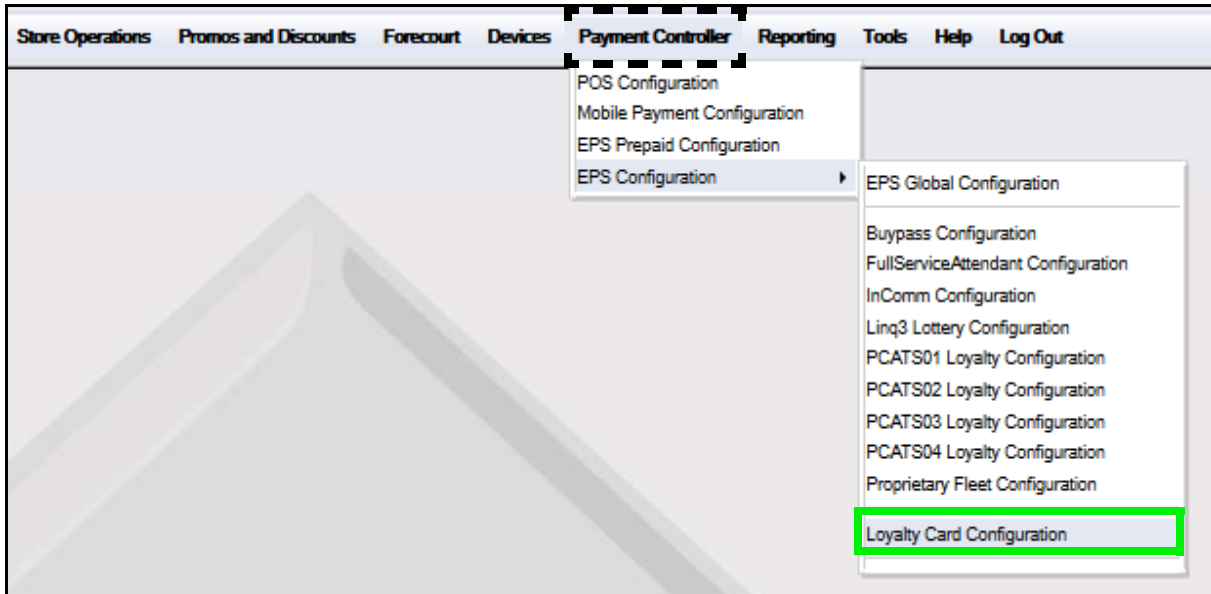 Store Operations Promos and Discounts Forecourt Devices Payment Controller Reporting Tools Help Log Out
POS Configuration
Mobile Payment Configuration
EPS Prepaid Configuration
EPS Configuration
EPS Global Configuration
Buypass Configuration
FullServiceAttendant Configuration
InComm Configuration
Linq3 Lottery Configuration
PCATS01 Loyalty Configuration
PCATS02 Loyalty Configuration
PCATS03 Loyalty Configuration
PCATS04 Loyalty Configuration
Proprietary Fleet Configuration
Loyalty Card Configuration